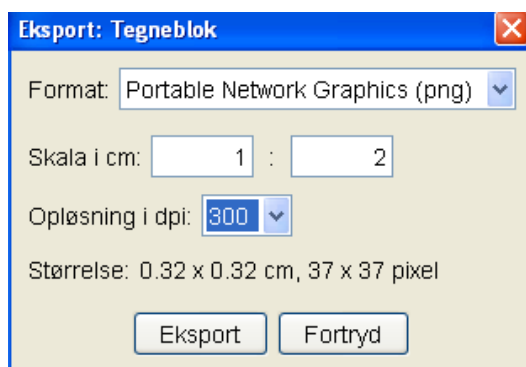 Eksport: Tegneblok
Format: Portable Network Graphics (png)
Skala i cm: 1 : 2
Opløsning i dpi: 300
Størrelse: 0.32 x 0.32 cm, 37 x 37 pixel
Eksport Fortryd